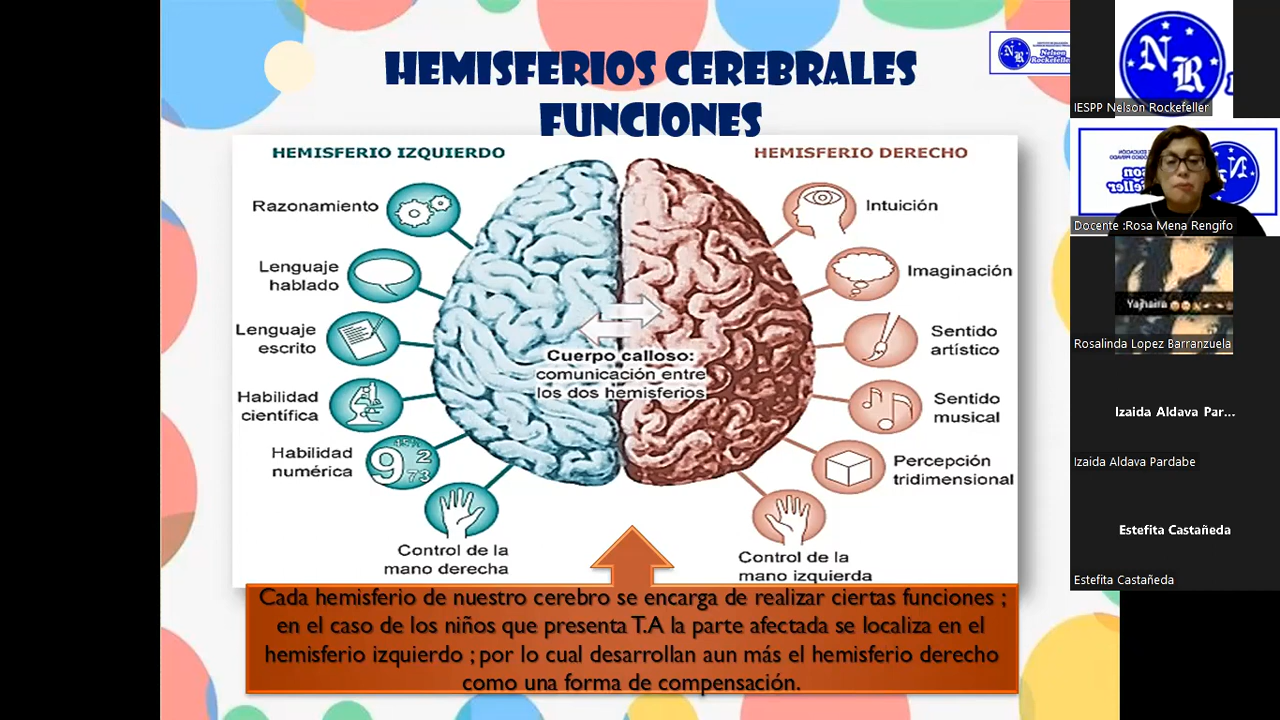 HEMISFERIOS CEREBRALES
FUNCIONES
HEMISFERIO IZQUIERDO
HEMISFERIO DERECHO
Razonamiento
Lenguaje
hablado
Lenguaje
escrito
Habilidad
científica
Habilidad
numérica
Control de la
mano derecha
Cuerpo calloso:
comunicación entre
los dos hemisferios
Intuición
Imaginación
Sentido
artístico
Sentido
musical
Percepción
tridimensional
Control de la
mano izquierda
Cada hemisferio de nuestro cerebro se encarga de realizar ciertas funciones ;
en el caso de los niños que presenta T.A la parte afectada se localiza en el
hemisferio izquierdo ; por lo cual desarrollan aun más el hemisferio derecho
como una forma de compensación.
Nelson
Rockefeller
N R
IESPP Nelson Rockefeller
Docente :Rosa Mena Rengifo
Yajhaira
Rosalinda Lopez Barranzuela
Izaida Aldava Par...
Izaida Aldava Pardabe
Estefita Castañeda
Estefita Castañeda